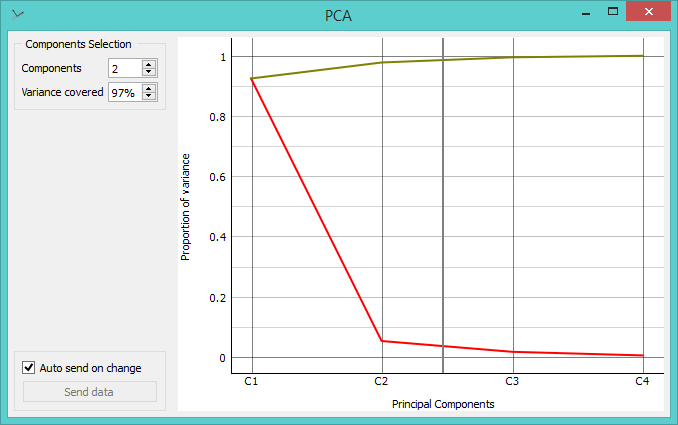 PCA
Components Selection
Components 2
Variance covered 97%
Auto send on change
Send data
Proportion of variance
1
0.8
0.6
0.4
0.2
0
C1 C2 C3 C4
Principal Components